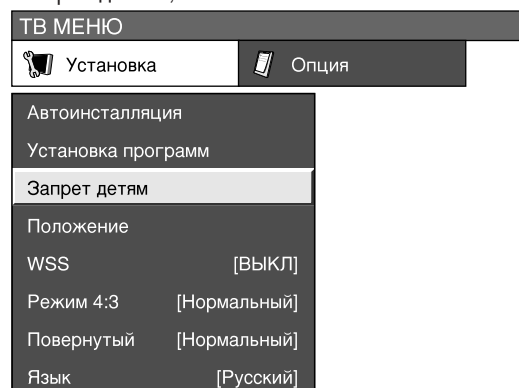 ТВ МЕНЮ
Установка Опция
Автоинсталляция
Установка программ
Запрет детям
Положение
WSS [ВЫКЛ]
Режим 4:3 [Нормальный]
Повернутый [Нормальный]
Язык [Русский]